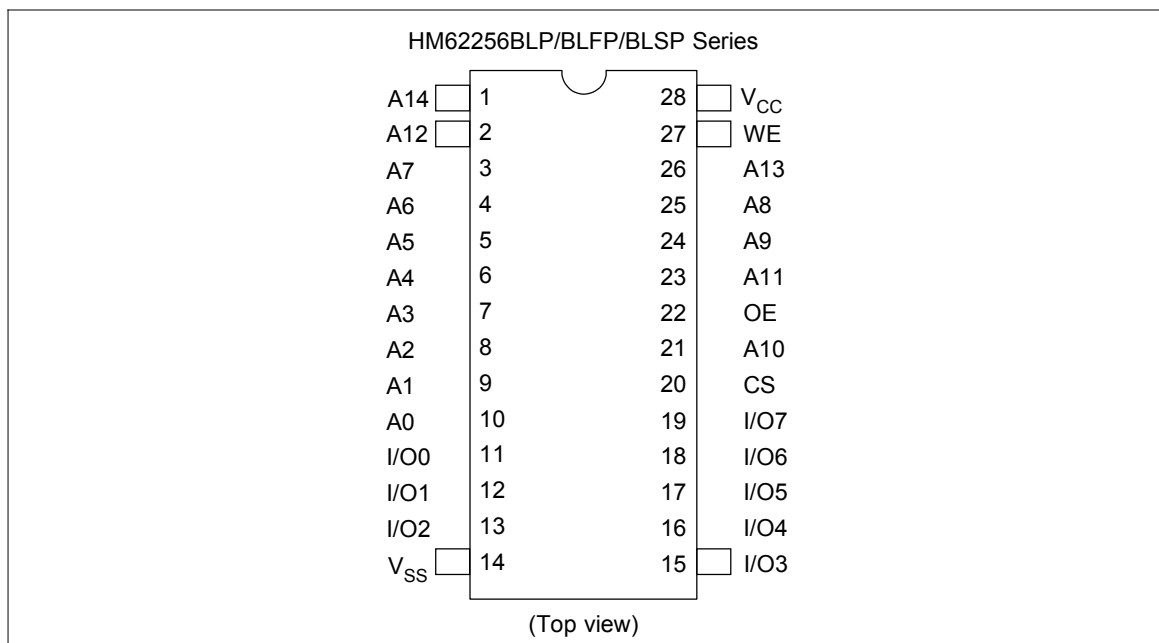 HM62256BLP/BLFP/BLSP Series
A14 1 28 VCC
A12 2 27 WE
A7 3 26 A13
A6 4 25 A8
A5 5 24 A9
A4 6 23 A11
A3 7 22 OE
A2 8 21 A10
A1 9 20 CS
A0 10 19 I/O7
I/O0 11 18 I/O6
I/O1 12 17 I/O5
I/O2 13 16 I/O4
VSS 14 15 I/O3
(Top view)